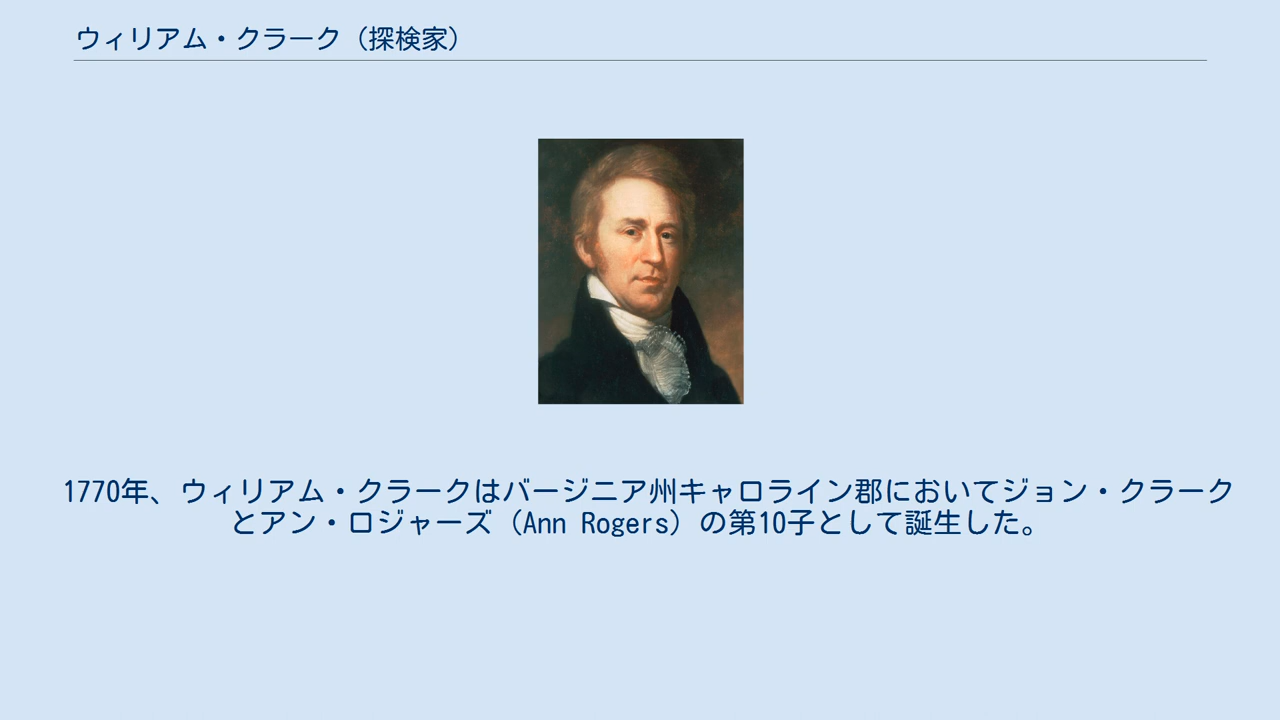 ウィリアム・クラーク（探検家）
1770年、ウィリアム・クラークはバージニア州キャロライン郡においてジョン・クラーク
とアン・ロジャーズ（Ann Rogers）の第10子として誕生した。